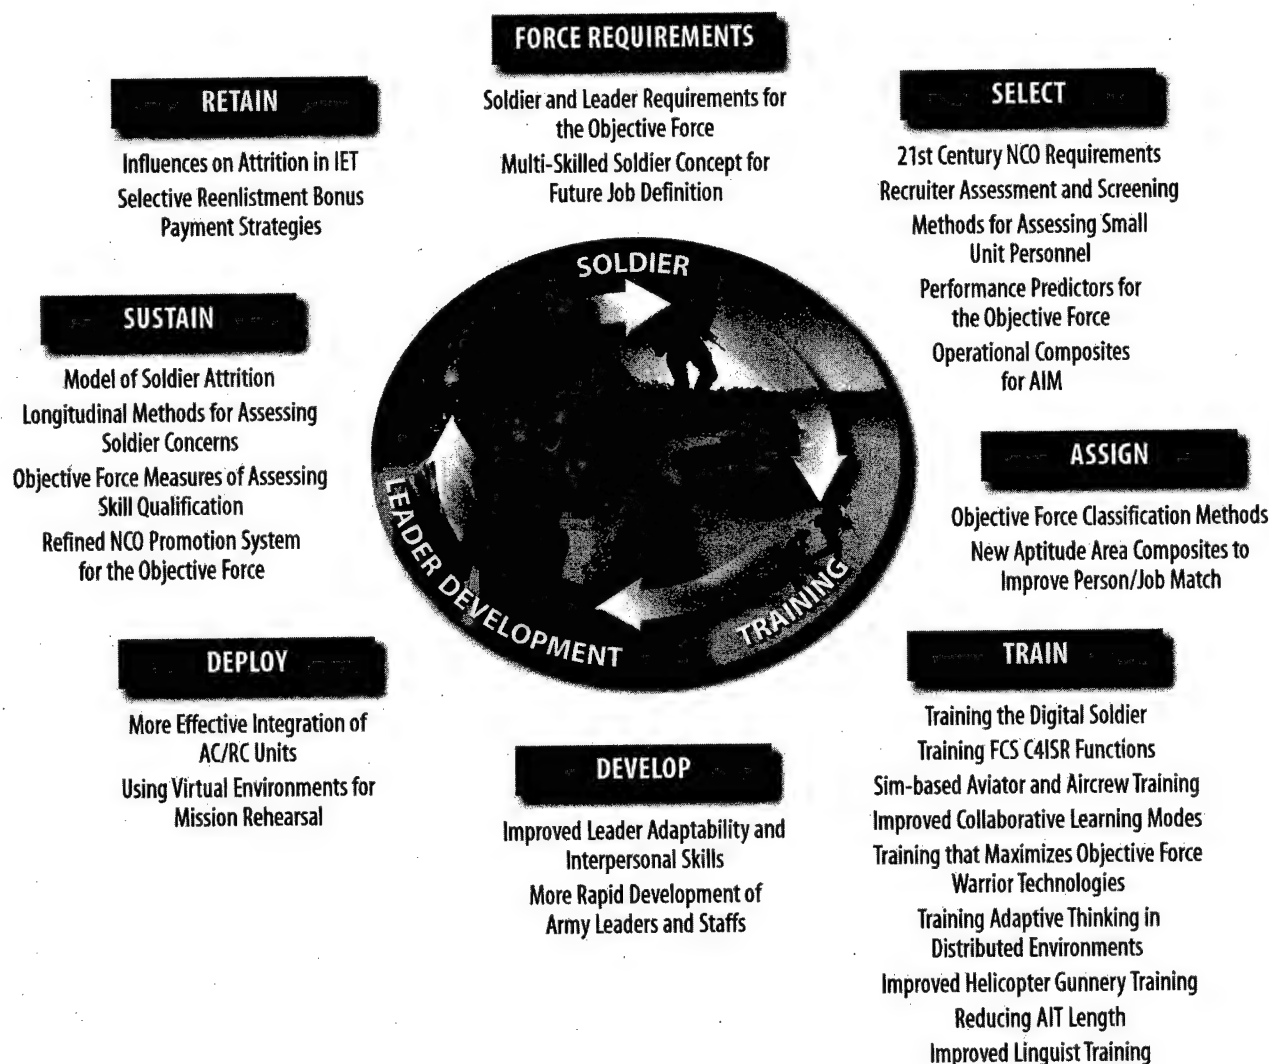 FORCE REQUIREMENTS
Soldier and Leader Requirements for
the Objective Force
Multi-Skilled Soldier Concept for
Future Job Definition
SELECT
21st Century NCO Requirements
Recruiter Assessment and Screening
Methods for Assessing Small
Unit Personnel
Performance Predictors for
the Objective Force
Operational Composites
for AIM
ASSIGN
Objective Force Classification Methods
New Aptitude Area Composites to
Improve Person/Job Match
TRAIN
Training the Digital Soldier
Training FCS C4ISR Functions
Sim-based Aviator and Aircrew Training
Improved Collaborative Learning Modes
Training that Maximizes Objective Force
Warrior Technologies
Training Adaptive Thinking in
Distributed Environments
Improved Helicopter Gunnery Training
Reducing AIT Length
Improved Linguist Training
DEVELOP
Improved Leader Adaptability and
Interpersonal Skills
More Rapid Development of
Army Leaders and Staffs
DEPLOY
More Effective Integration of
AC/RC Units
Using Virtual Environments for
Mission Rehearsal
SUSTAIN
Model of Soldier Attrition
Longitudinal Methods for Assessing
Soldier Concerns
Objective Force Measures of Assessing
Skill Qualification
Refined NCO Promotion System
for the Objective Force
RETAIN
Influences on Attrition in IET
Selective Reenlistment Bonus
Payment Strategies
SOLDIER
TRAINING
LEADER DEVELOPMENT